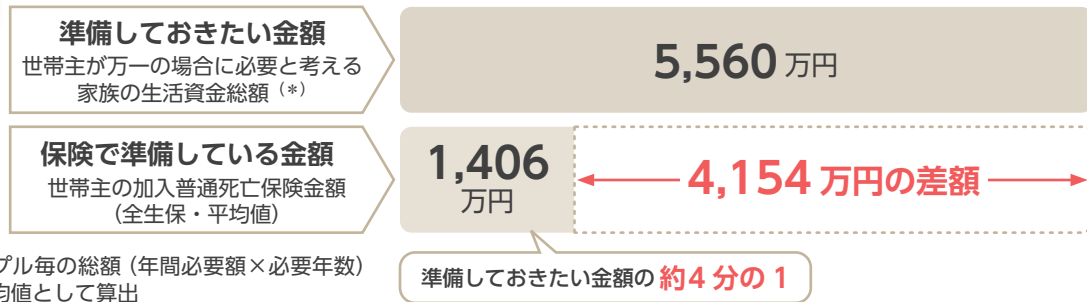 準備しておきたい金額
世帯主が万一の場合に必要と考える
家族の生活資金総額（*）
5,560 万円
保険で準備している金額
世帯主の加入普通死亡保険金額
（全生保・平均値）
1,406
万円
4,154 万円の差額
準備しておきたい金額の 約4 分の 1
プル毎の総額（年間必要額×必要年数）
均値として算出